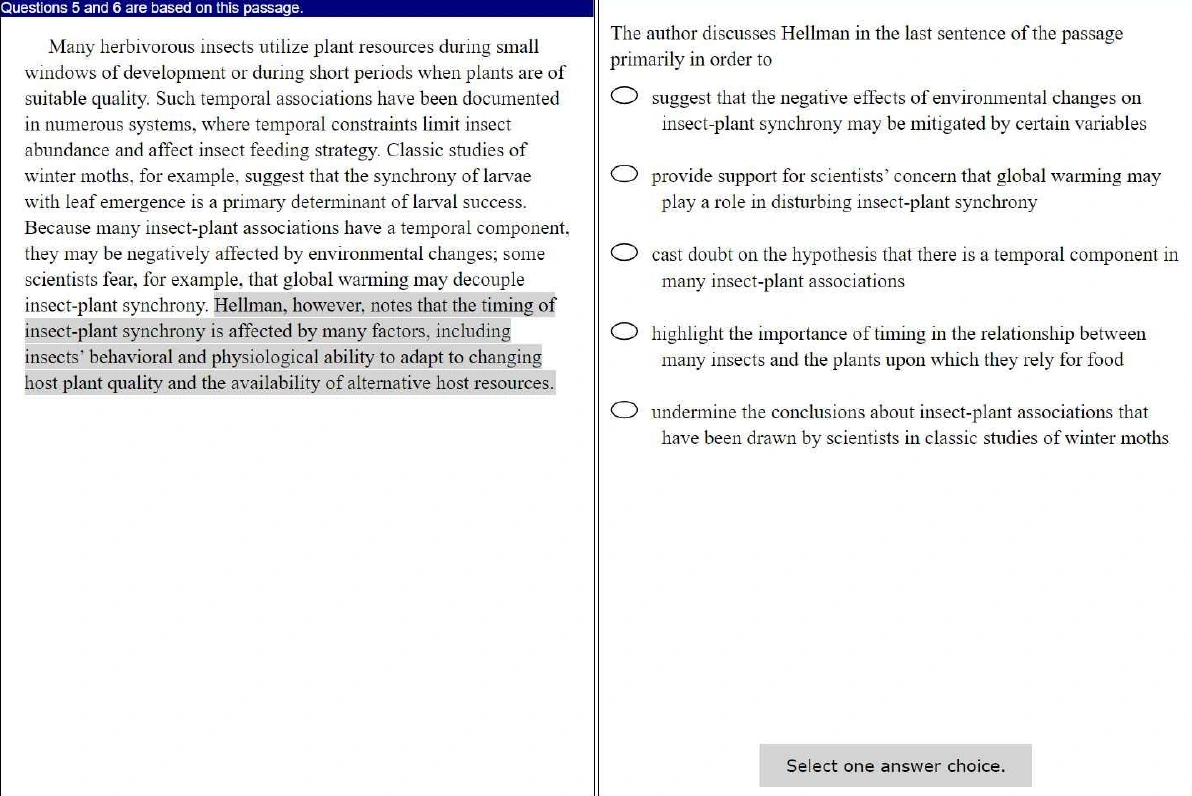 Questions 5 and 6 are based on this passage.
Many herbivorous insects utilize plant resources during small
windows of development or during short periods when plants are of
suitable quality. Such temporal associations have been documented
in numerous systems, where temporal constraints limit insect
abundance and affect insect feeding strategy. Classic studies of
winter moths, for example, suggest that the synchrony of larvae
with leaf emergence is a primary determinant of larval success.
Because many insect-plant associations have a temporal component,
they may be negatively affected by environmental changes; some
scientists fear, for example, that global warming may decouple
insect-plant synchrony. Hellman, however, notes that the timing of
insect-plant synchrony is affected by many factors, including
insects’ behavioral and physiological ability to adapt to changing
host plant quality and the availability of alternative host resources.
The author discusses Hellman in the last sentence of the passage
primarily in order to
suggest that the negative effects of environmental changes on
insect-plant synchrony may be mitigated by certain variables
provide support for scientists’ concern that global warming may
play a role in disturbing insect-plant synchrony
cast doubt on the hypothesis that there is a temporal component in
many insect-plant associations
highlight the importance of timing in the relationship between
many insects and the plants upon which they rely for food
undermine the conclusions about insect-plant associations that
have been drawn by scientists in classic studies of winter moths
Select one answer choice.